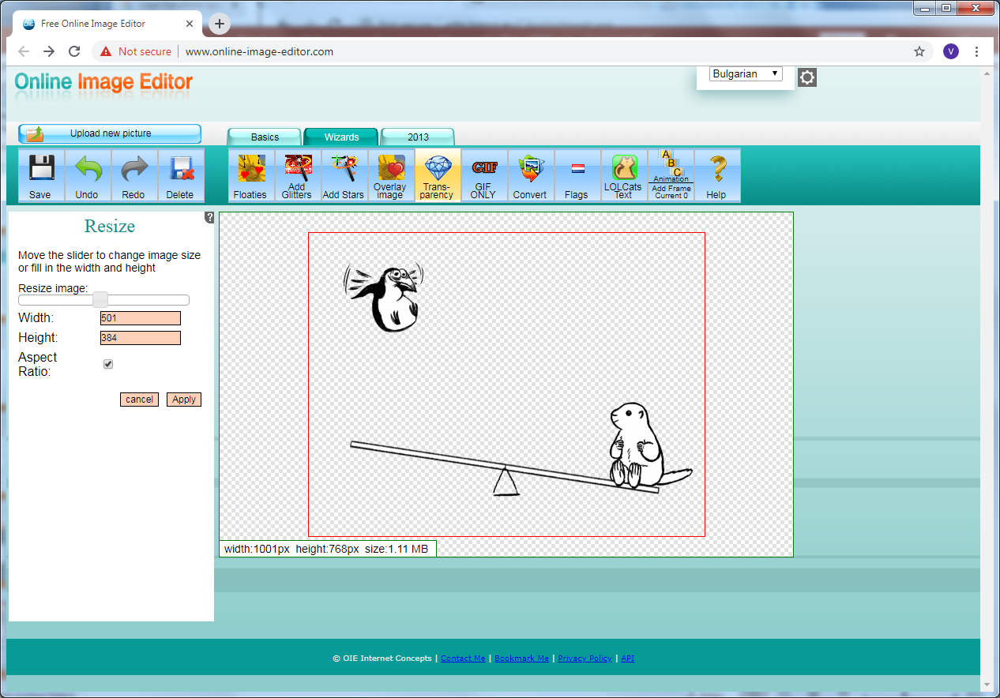 Free Online Image Editor
Not secure
www.online-image-editor.com
V
Online Image Editor
Bulgarian
Upload new picture
Basics
Wizards
2013
Save
Undo
Redo
Delete
Floaties
Add
Glitters
Add Stars
Overlay
image
Trans-
parency
GIF
GIF
ONLY
Convert
Flags
LOLCats
Text
A
B
C
Animation
Add Frame
Current 0
?
Help
?
Resize
Move the slider to change image size
or fill in the width and height
Resize image:
Width:
501
Height:
384
Aspect
Ratio:
cancel
Apply
width:1001px height:768px size:1.11 MB
© OIE Internet Concepts | Contact Me | Bookmark Me | Privacy Policy | API